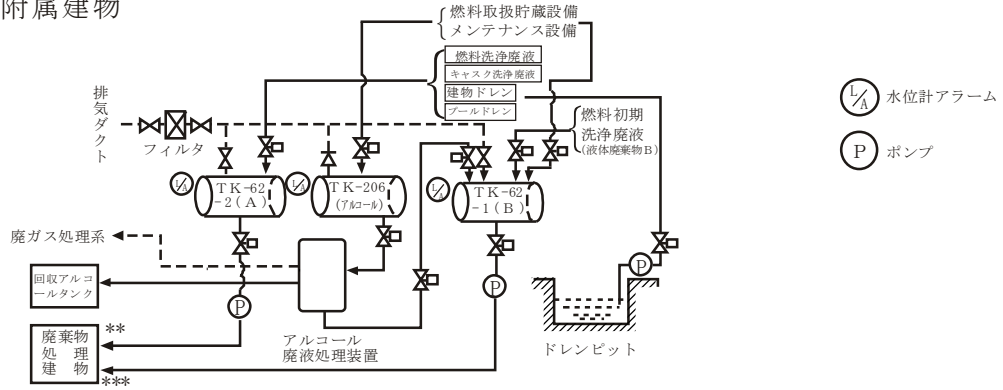 附属建物
燃料取扱貯蔵設備
メンテナンス設備
燃料洗浄廃液
キャスク洗浄廃液
建物ドレン
プールドレン
燃料初期
洗浄廃液
(液体廃棄物B)
排気ダクト
フィルタ
L/A
TK-62
-2(A)
L/A
TK-206
(アルコール)
L/A
TK-62
-1(B)
L/A 水位計アラーム
P ポンプ
廃ガス処理系
回収アルコ
ールタンク
P
P
P
**
廃棄物
処理
建物
***
アルコール
廃液処理装置
ドレンピット